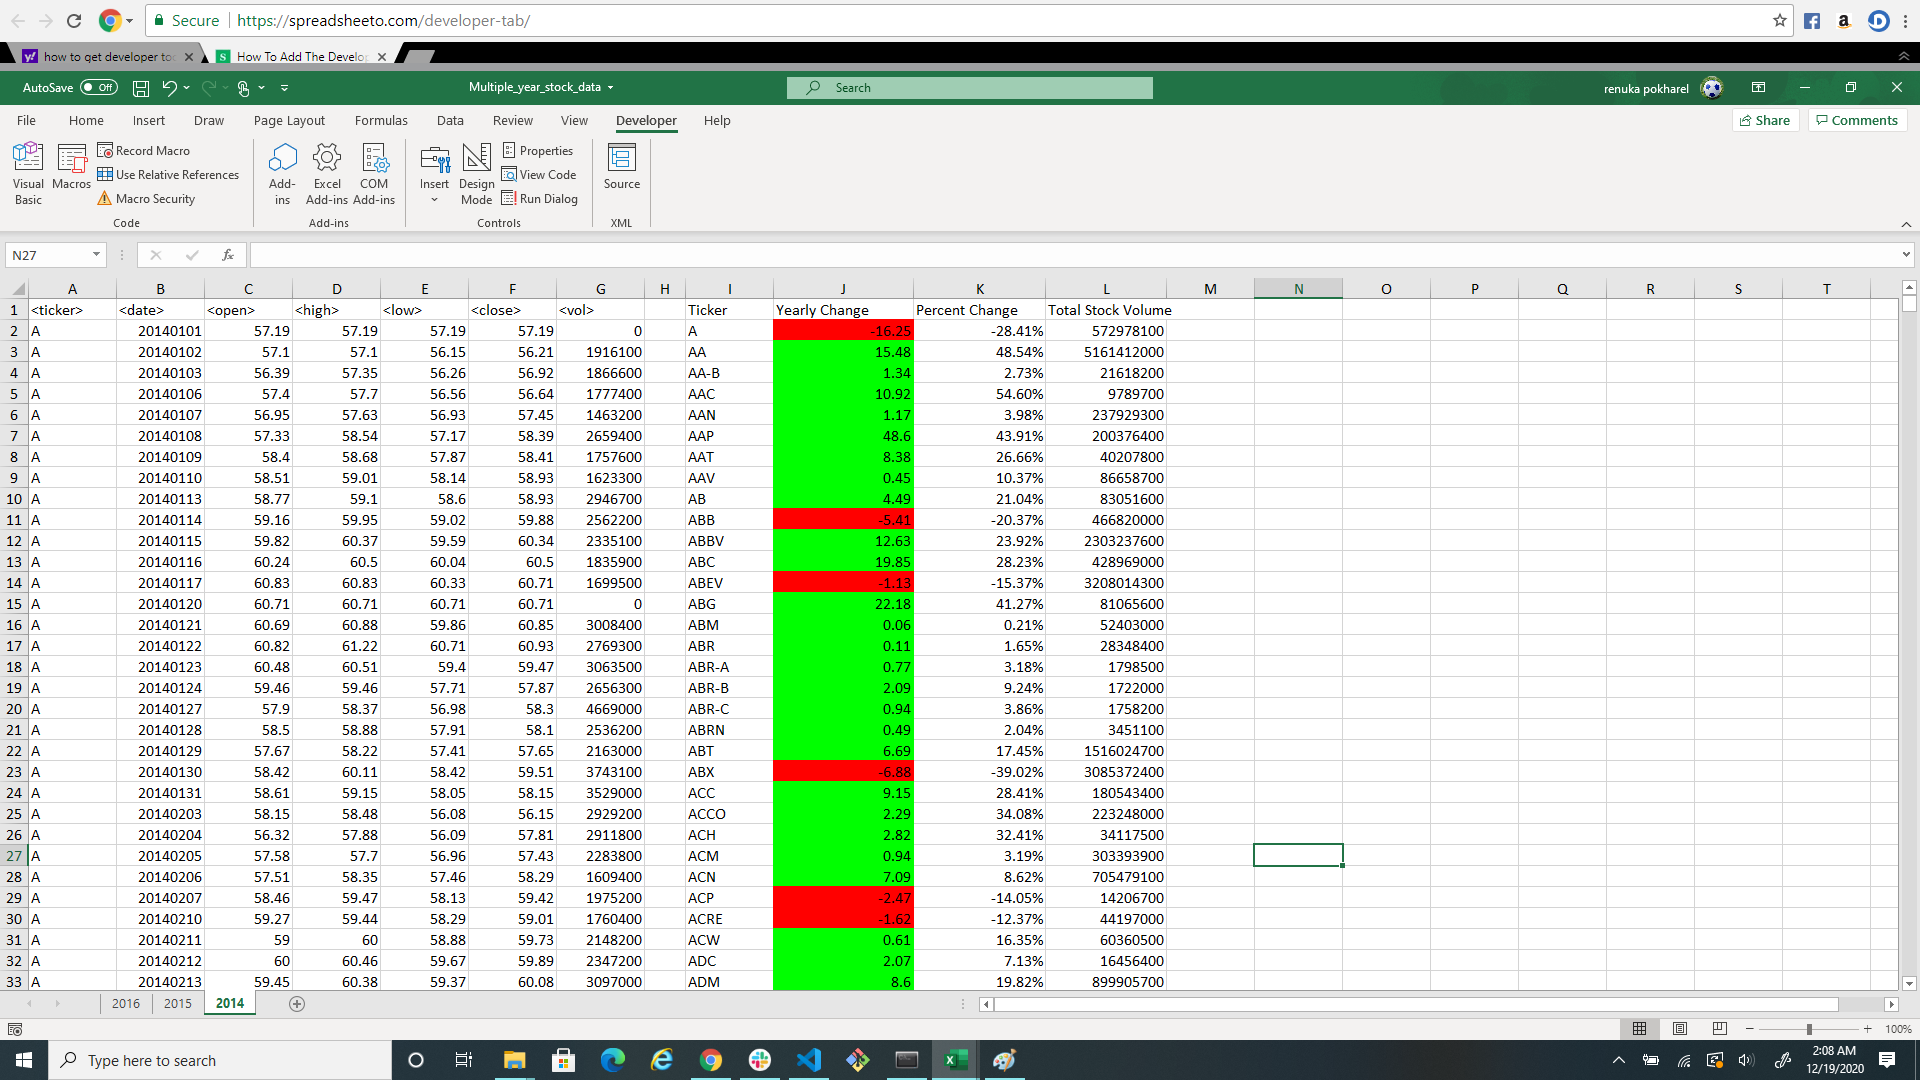 Secure https://spreadsheeto.com/developer-tab/
how to get developer to
How To Add The Develop
AutoSave Off Multiple_year_stock_data Search renuka pokharel
File Home Insert Draw Page Layout Formulas Data Review View Developer Help Share Comments
Visual Basic
Macros
Record Macro
Use Relative References
Macro Security
Code
Add-ins
Excel Add-ins
COM Add-ins
Add-ins
Insert
Design Mode
Properties
View Code
Run Dialog
Controls
Source
XML
N27 fx
A B C D E F G H I J K L M N O P Q R S T
1 <ticker> <date> <open> <high> <low> <close> <vol> Ticker Yearly Change Percent Change Total Stock Volume
2 A 20140101 57.19 57.19 57.19 57.19 0 A -16.25 -28.41% 572978100
3 A 20140102 57.1 57.1 56.15 56.21 1916100 AA 15.48 48.54% 5161412000
4 A 20140103 56.39 57.35 56.26 56.92 1866600 AA-B 1.34 2.73% 21618200
5 A 20140106 57.4 57.7 56.56 56.64 1777400 AAC 10.92 54.60% 9789700
6 A 20140107 56.95 57.63 56.93 57.45 1463200 AAN 1.17 3.98% 237929300
7 A 20140108 57.33 58.54 57.17 58.39 2659400 AAP 48.6 43.91% 200376400
8 A 20140109 58.4 58.68 57.87 58.41 1757600 AAT 8.38 26.66% 40207800
9 A 20140110 58.51 59.01 58.14 58.93 1623300 AAV 0.45 10.37% 86658700
10 A 20140113 58.77 59.1 58.6 58.93 2946700 AB 4.49 21.04% 83051600
11 A 20140114 59.16 59.95 59.02 59.88 2562200 ABB -5.41 -20.37% 466820000
12 A 20140115 59.82 60.37 59.59 60.34 2335100 ABBV 12.63 23.92% 2303237600
13 A 20140116 60.24 60.5 60.04 60.5 1835900 ABC 19.85 28.23% 428969000
14 A 20140117 60.83 60.83 60.33 60.71 1699500 ABEV -1.13 -15.37% 3208014300
15 A 20140120 60.71 60.71 60.71 60.71 0 ABG 22.18 41.27% 81065600
16 A 20140121 60.69 60.88 59.86 60.85 3008400 ABM 0.06 0.21% 52403000
17 A 20140122 60.82 61.22 60.71 60.93 2769300 ABR 0.11 1.65% 28348400
18 A 20140123 60.48 60.51 59.4 59.47 3063500 ABR-A 0.77 3.18% 1798500
19 A 20140124 59.46 59.46 57.71 57.87 2656300 ABR-B 2.09 9.24% 1722000
20 A 20140127 57.9 58.37 56.98 58.3 4669000 ABR-C 0.94 3.86% 1758200
21 A 20140128 58.5 58.88 57.91 58.1 2536200 ABRN 0.49 2.04% 3451100
22 A 20140129 57.67 58.22 57.41 57.65 2163000 ABT 6.69 17.45% 1516024700
23 A 20140130 58.42 60.11 58.42 59.51 3743100 ABX -6.88 -39.02% 3085372400
24 A 20140131 58.61 59.15 58.05 58.15 3529000 ACC 9.15 28.41% 180543400
25 A 20140203 58.15 58.48 56.08 56.15 2929200 ACCO 2.29 34.08% 223248000
26 A 20140204 56.32 57.88 56.09 57.81 2911800 ACH 2.82 32.41% 34117500
27 A 20140205 57.58 57.7 56.96 57.43 2283800 ACM 0.94 3.19% 303393900
28 A 20140206 57.51 58.35 57.46 58.29 1609400 ACN 7.09 8.62% 705479100
29 A 20140207 58.46 59.47 58.13 59.42 1975200 ACP -2.47 -14.05% 14206700
30 A 20140210 59.27 59.44 58.29 59.01 1760400 ACRE -1.62 -12.37% 44197000
31 A 20140211 59 60 58.88 59.73 2148200 ACW 0.61 16.35% 60360500
32 A 20140212 60 60.46 59.67 59.89 2347200 ADC 2.07 7.13% 16456400
33 A 20140213 59.45 60.38 59.37 60.08 3097000 ADM 8.6 19.82% 899905700
2016 2015 2014
100%
Type here to search
2:08 AM
12/19/2020